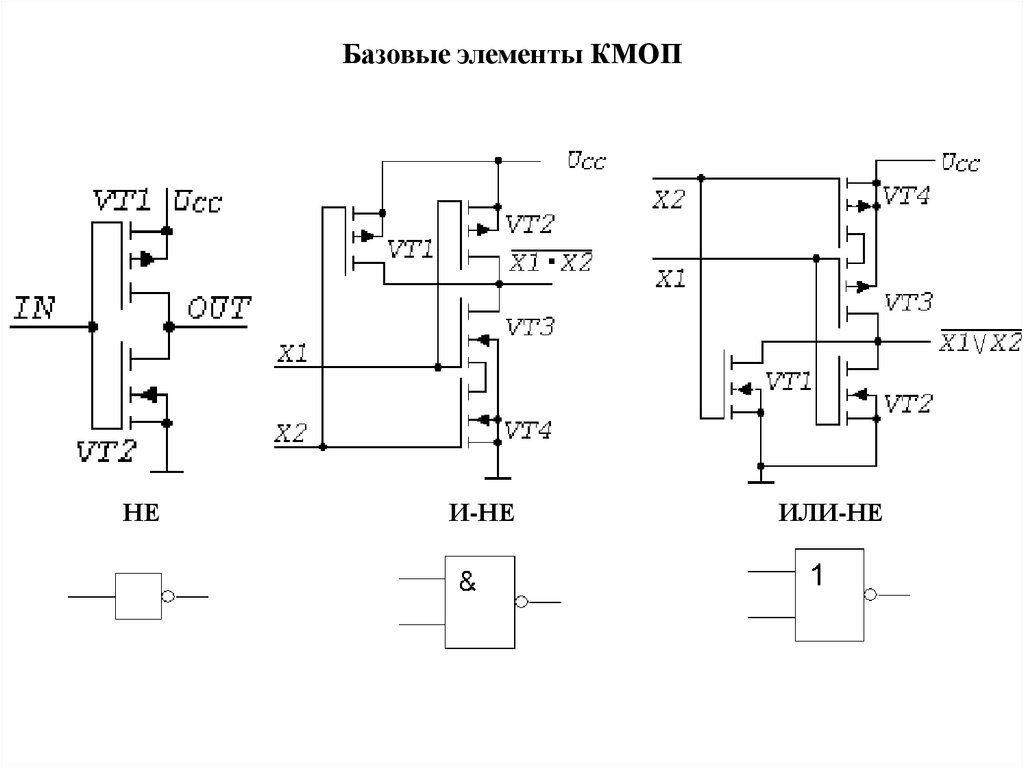 Базовые элементы КМОП
VT1 Ucc
IN
OUT
VT2
Ucc
VT1
VT2
X1·X2
VT3
X1
X2
VT4
Ucc
X2
VT4
X1
VT3
X1\/X2
VT1
VT2
НЕ
И-НЕ
ИЛИ-НЕ
&
1